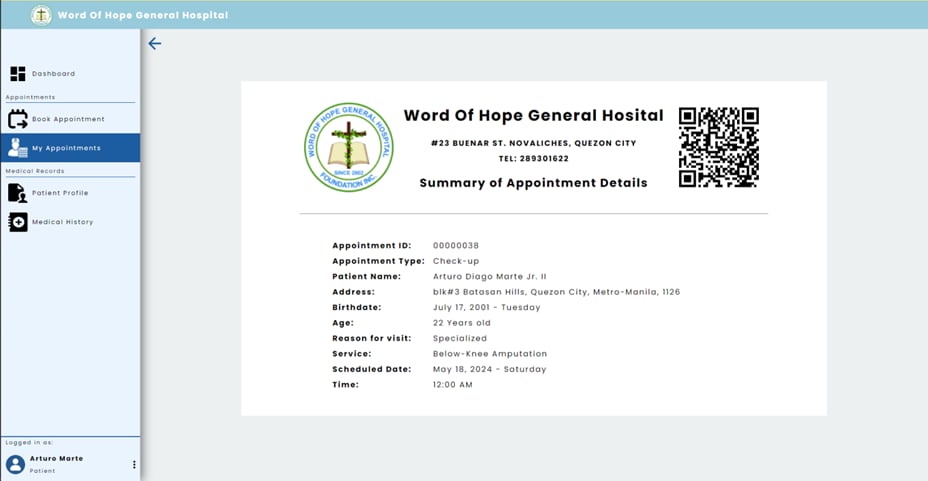 Word Of Hope General Hospital
Dashboard
Appointments
Book Appointment
My Appointments
Medical Records
Patient Profile
Medical History
Logged in as:
Arturo Marte
Patient
WORD OF HOPE GENERAL HOSPITAL
SINCE 2002
FOUNDATION INC.
Word Of Hope General Hosital
#23 BUENAR ST. NOVALICHES, QUEZON CITY
TEL: 289301622
Summary of Appointment Details
Appointment ID: 00000038
Appointment Type: Check-up
Patient Name: Arturo Diago Marte Jr. II
Address: blk#3 Batasan Hills, Quezon City, Metro-Manila, 1126
Birthdate: July 17, 2001 - Tuesday
Age: 22 Years old
Reason for visit: Specialized
Service: Below-Knee Amputation
Scheduled Date: May 18, 2024 - Saturday
Time: 12:00 AM